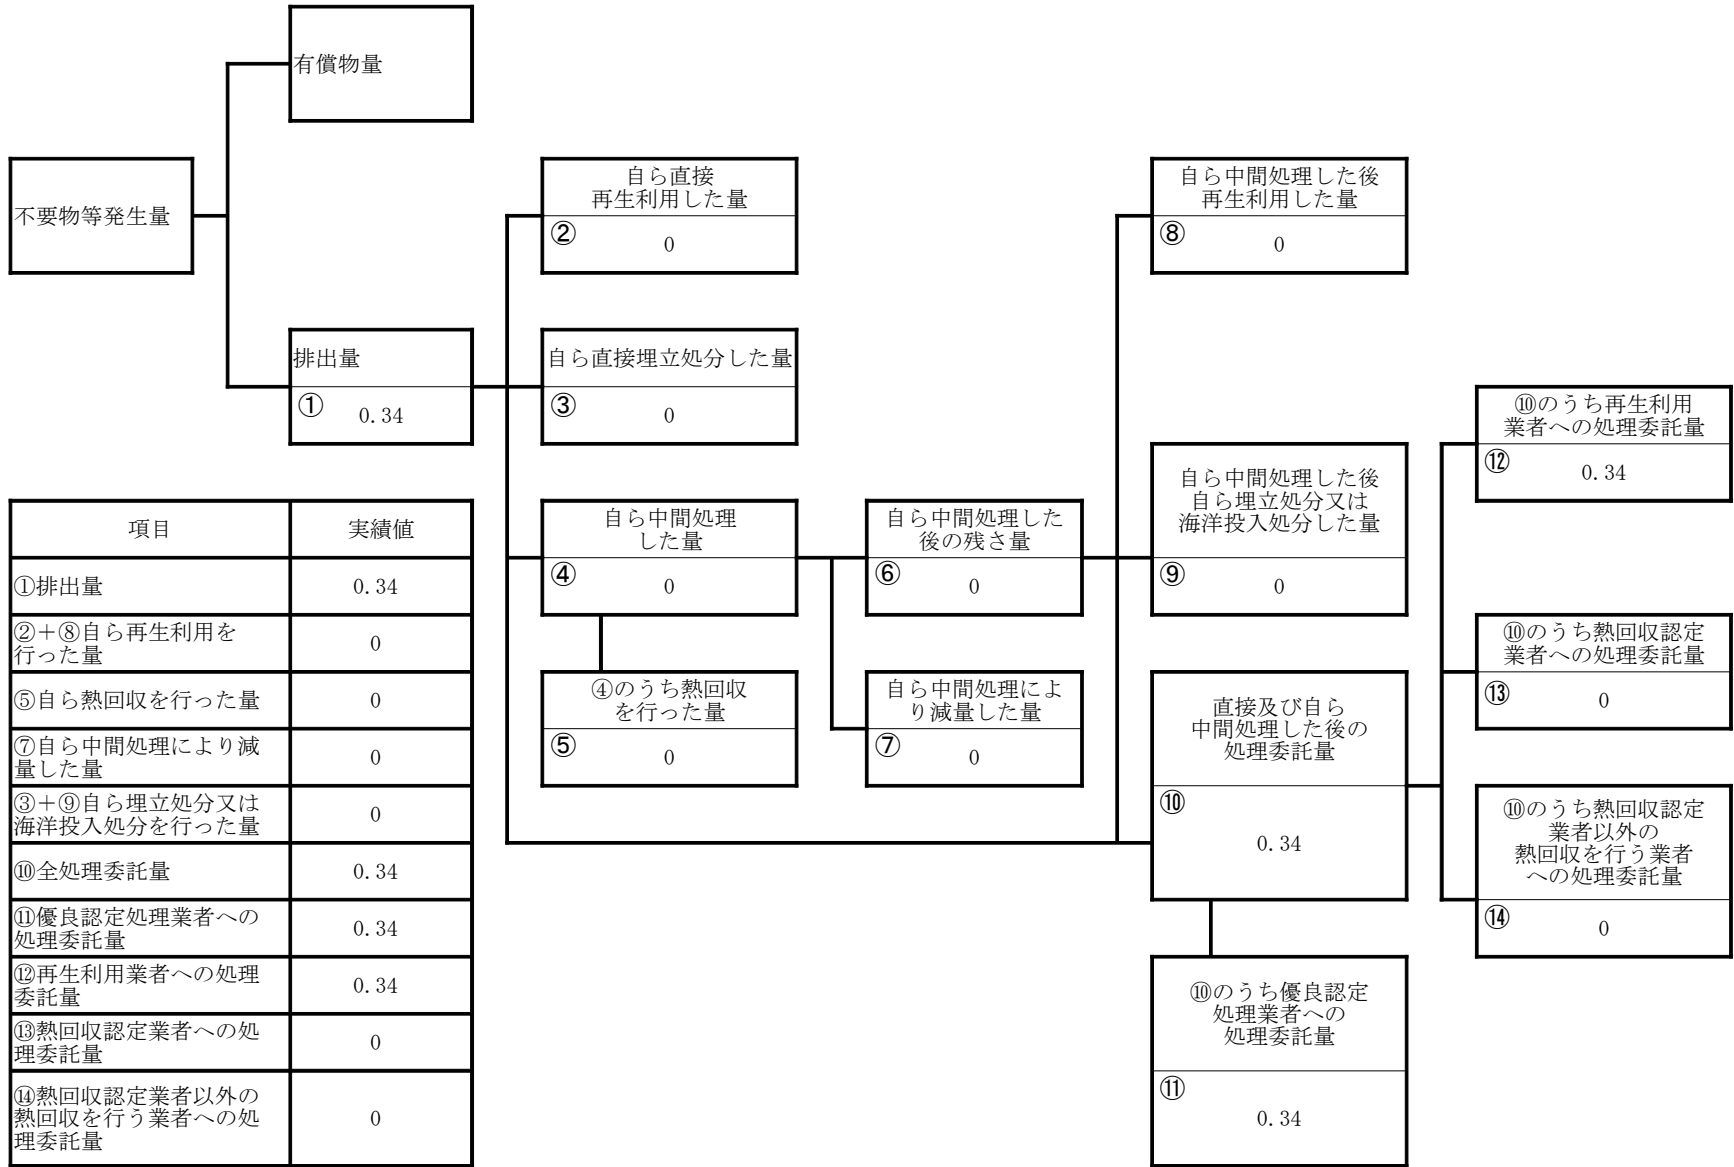 有償物量
不要物等発生量
自ら直接
再生利用した量
②
0
自ら中間処理した後
再生利用した量
⑧
0
排出量
①
0.34
自ら直接埋立処分した量
③
0
⑩のうち再生利用
業者への処理委託量
⑫
0.34
自ら中間処理
した量
④
0
自ら中間処理した
後の残さ量
⑥
0
自ら中間処理した後
自ら埋立処分又は
海洋投入処分した量
⑨
0
⑩のうち熱回収認定
業者への処理委託量
⑬
0
④のうち熱回収
を行った量
⑤
0
自ら中間処理によ
り減量した量
⑦
0
直接及び自ら
中間処理した後の
処理委託量
⑩
0.34
⑩のうち熱回収認定
業者以外の
熱回収を行う業者
への処理委託量
⑭
0
⑩のうち優良認定
処理業者への
処理委託量
⑪
0.34
項目 実績値
①排出量 0.34
②+⑧自ら再生利用を
行った量
0
⑤自ら熱回収を行った量 0
⑦自ら中間処理により減
量した量
0
③+⑨自ら埋立処分又は
海洋投入処分を行った量
0
⑩全処理委託量 0.34
⑪優良認定処理業者への
処理委託量
0.34
⑫再生利用業者への処理
委託量
0.34
⑬熱回収認定業者への処
理委託量
0
⑭熱回収認定業者以外の
熱回収を行う業者への処
理委託量
0